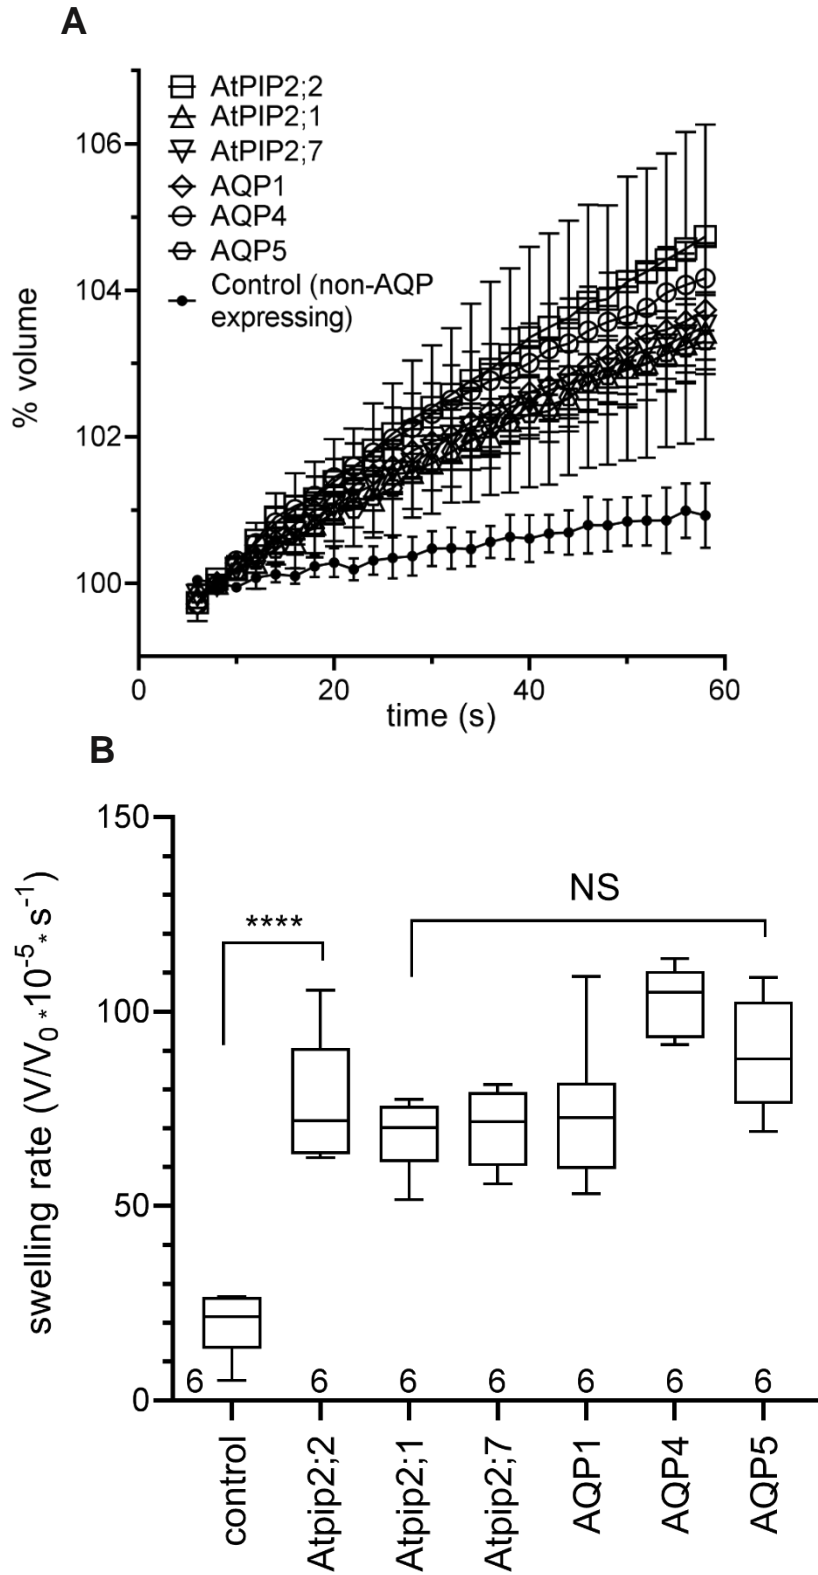 A
AtPIP2;2
AtPIP2;1
AtPIP2;7
AQP1
AQP4
AQP5
Control (non-AQP
expressing)
% volume
106
104
102
100
0 20 40 60
time (s)
B
swelling rate (V/V0*10-5*s-1)
150
100
50
0
****
NS
6 6 6 6 6 6 6
control
Atpip2;2
Atpip2;1
Atpip2;7
AQP1
AQP4
AQP5